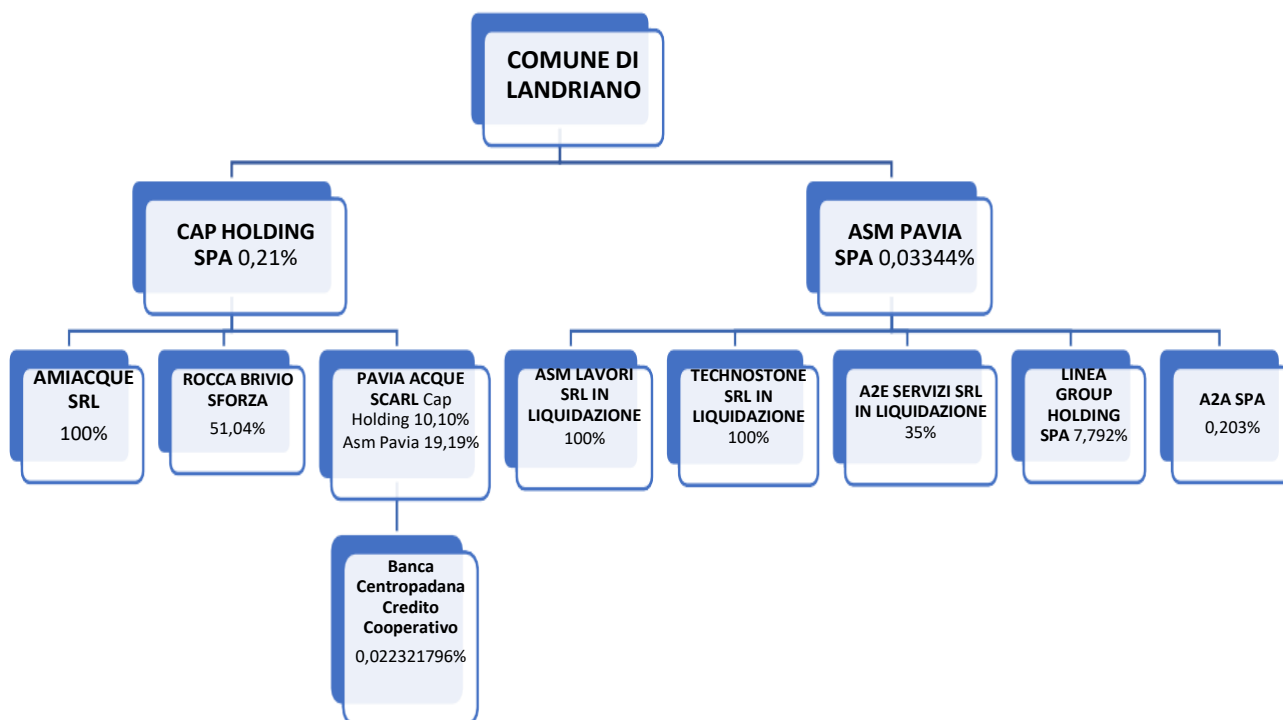 COMUNE DI
LANDRIANO
CAP HOLDING
SPA 0,21%
ASM PAVIA
SPA 0,03344%
AMIACQUE
SRL
100%
ROCCA BRIVIO
SFORZA
51,04%
PAVIA ACQUE
SCARL Cap
Holding 10,10%
Asm Pavia 19,19%
ASM LAVORI
SRL IN
LIQUIDAZIONE
100%
TECHNOSTONE
SRL IN
LIQUIDAZIONE
100%
A2E SERVIZI SRL
IN LIQUIDAZIONE
35%
LINEA
GROUP
HOLDING
SPA 7,792%
A2A SPA
0,203%
Banca
Centropadana
Credito
Cooperativo
0,022321796%